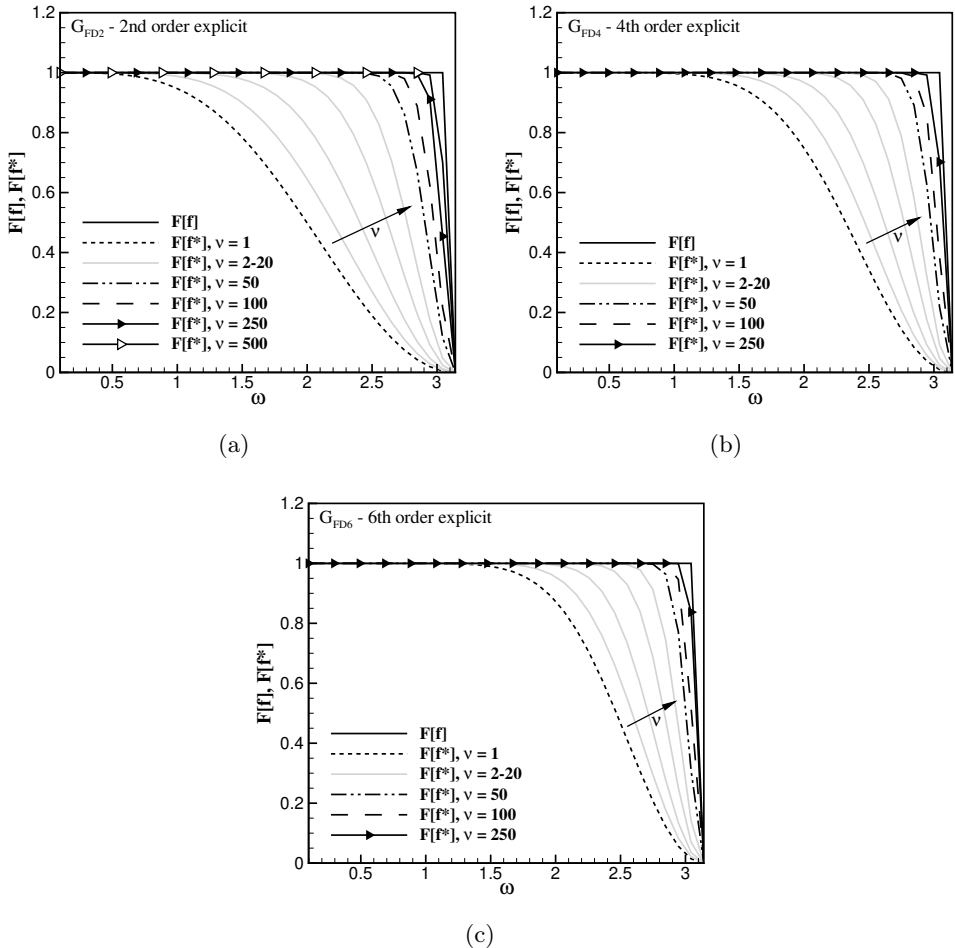 G_FD2 - 2nd order explicit
F[f], F[f*]
1.2
1
0.8
0.6
0.4
0.2
0
F[f]
F[f*], ν = 1
F[f*], ν = 2-20
F[f*], ν = 50
F[f*], ν = 100
F[f*], ν = 250
F[f*], ν = 500
ν
0.5 1 1.5 2 2.5 3
ω
(a)
G_FD4 - 4th order explicit
F[f], F[f*]
1.2
1
0.8
0.6
0.4
0.2
0
F[f]
F[f*], ν = 1
F[f*], ν = 2-20
F[f*], ν = 50
F[f*], ν = 100
F[f*], ν = 250
ν
0.5 1 1.5 2 2.5 3
ω
(b)
G_FD6 - 6th order explicit
F[f], F[f*]
1.2
1
0.8
0.6
0.4
0.2
0
F[f]
F[f*], ν = 1
F[f*], ν = 2-20
F[f*], ν = 50
F[f*], ν = 100
F[f*], ν = 250
ν
0.5 1 1.5 2 2.5 3
ω
(c)